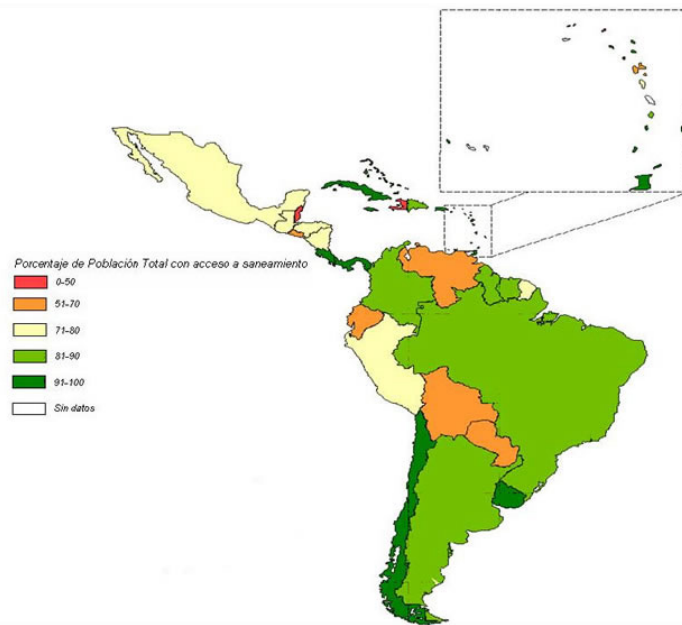 Porcentaje de Población Total con acceso a saneamiento
0-50
51-70
71-80
81-90
91-100
Sin datos